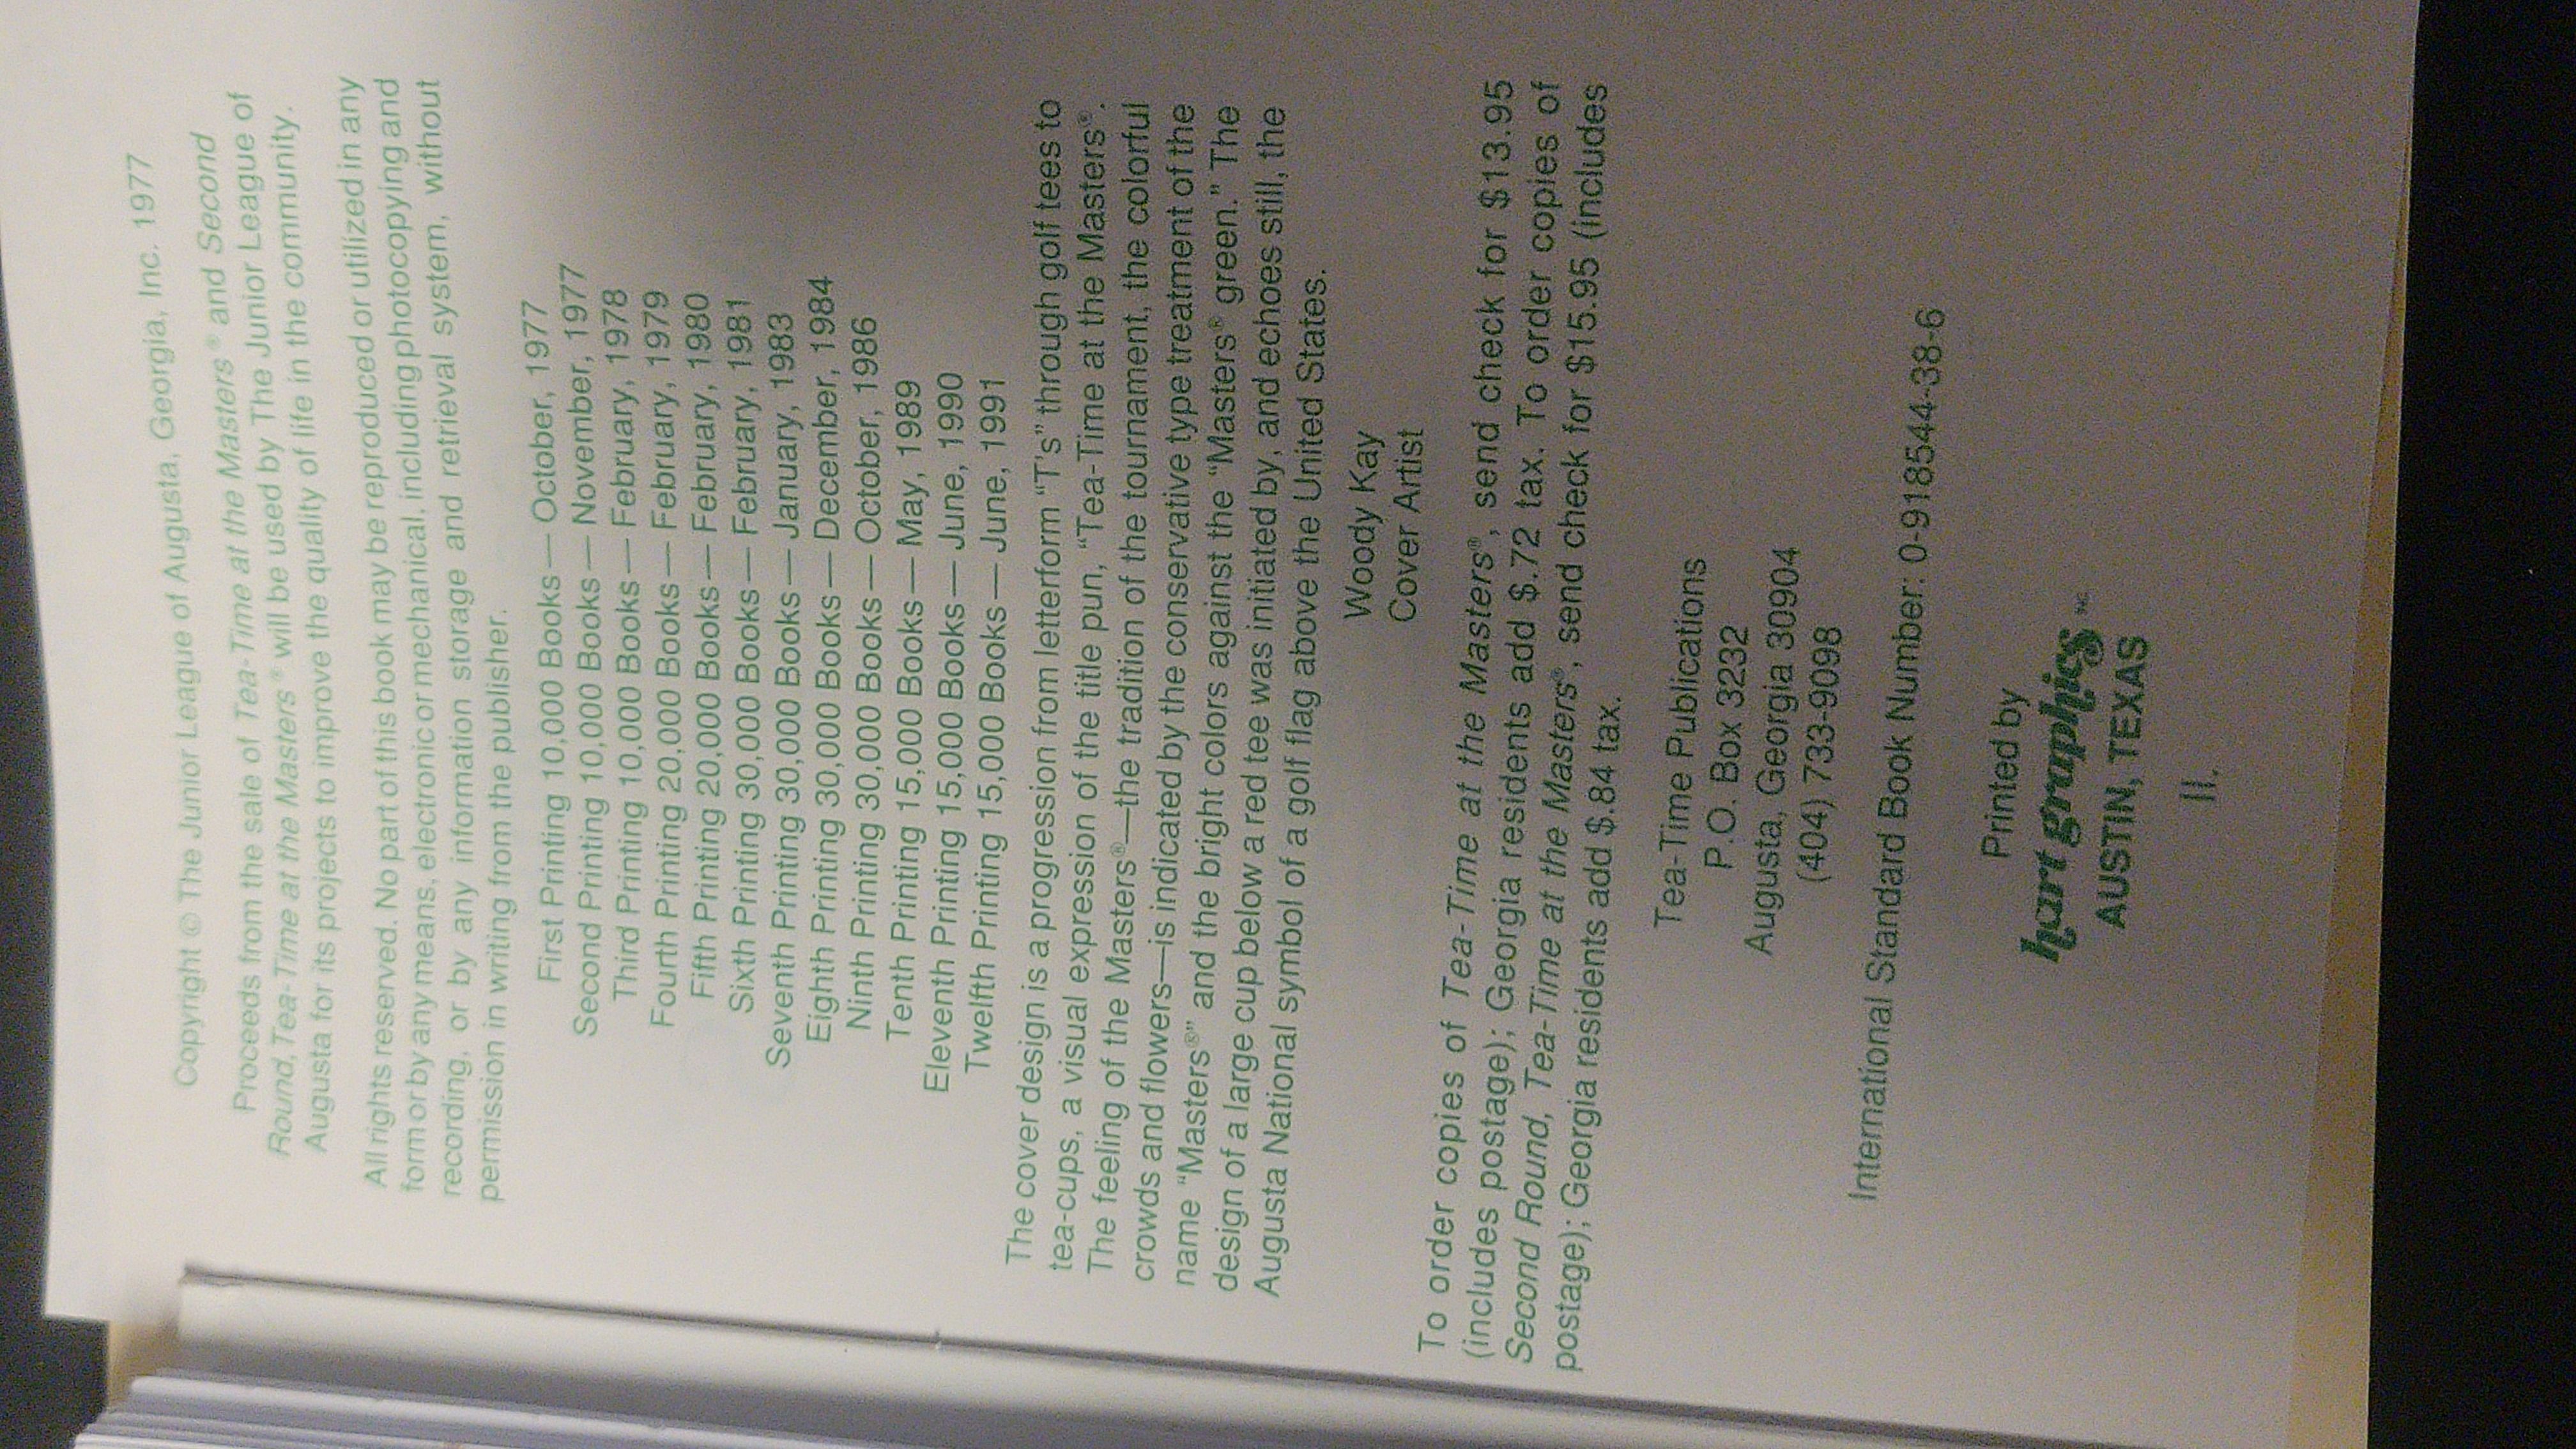 Copyright © The Junior League of Augusta, Georgia, Inc. 1977
Proceeds from the sale of Tea-Time at the Masters® and Second
Round, Tea-Time at the Masters® will be used by The Junior League of
Augusta for its projects to improve the quality of life in the community.
All rights reserved. No part of this book may be reproduced or utilized in any
form or by any means, electronic or mechanical, including photocopying and
recording, or by any information storage and retrieval system, without
permission in writing from the publisher.
First Printing 10,000 Books — October, 1977
Second Printing 10,000 Books — November, 1977
Third Printing 10,000 Books — February, 1978
Fourth Printing 20,000 Books — February, 1979
Fifth Printing 20,000 Books — February, 1980
Sixth Printing 30,000 Books — February, 1981
Seventh Printing 30,000 Books — January, 1983
Eighth Printing 30,000 Books — December, 1984
Ninth Printing 30,000 Books — October, 1986
Tenth Printing 15,000 Books — May, 1989
Eleventh Printing 15,000 Books — June, 1990
Twelfth Printing 15,000 Books — June, 1991
The cover design is a progression from letterform "T's" through golf tees to
tea-cups, a visual expression of the title pun, "Tea-Time at the Masters®.
The feeling of the Masters®—the tradition of the tournament, the colorful
crowds and flowers—is indicated by the conservative type treatment of the
name "Masters®" and the bright colors against the "Masters® green." The
design of a large cup below a red tee was initiated by, and echoes still, the
Augusta National symbol of a golf flag above the United States.
Woody Kay
Cover Artist
To order copies of Tea-Time at the Masters®, send check for $13.95
(includes postage); Georgia residents add $.72 tax. To order copies of
Second Round, Tea-Time at the Masters®, send check for $15.95 (includes
postage); Georgia residents add $.84 tax.
Tea-Time Publications
P.O. Box 3232
Augusta, Georgia 30904
(404) 733-9098
International Standard Book Number: 0-918544-38-6
Printed by
hart graphics INC.
AUSTIN, TEXAS
II.